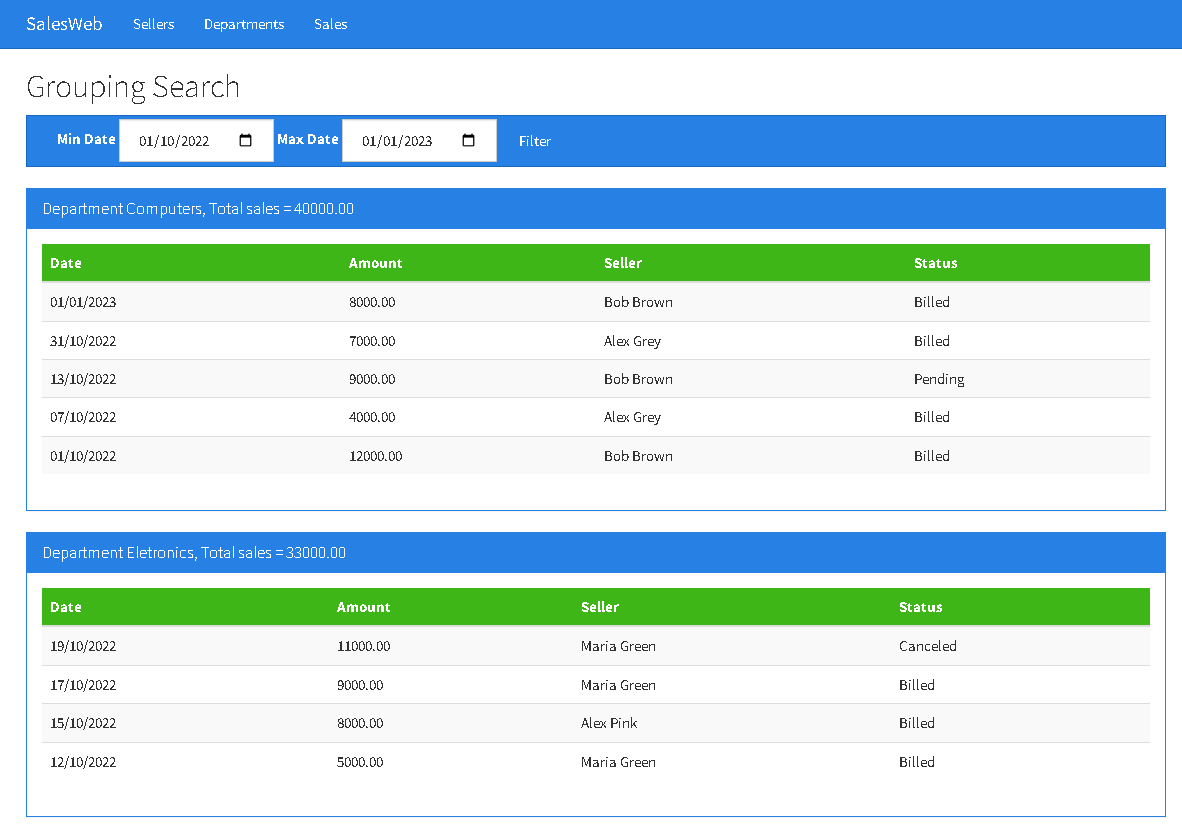 SalesWeb Sellers Departments Sales
Grouping Search
Min Date 01/10/2022 Max Date 01/01/2023 Filter
Department Computers, Total sales = 40000.00
Date Amount Seller Status
01/01/2023 8000.00 Bob Brown Billed
31/10/2022 7000.00 Alex Grey Billed
13/10/2022 9000.00 Bob Brown Pending
07/10/2022 4000.00 Alex Grey Billed
01/10/2022 12000.00 Bob Brown Billed
Department Eletronics, Total sales = 33000.00
Date Amount Seller Status
19/10/2022 11000.00 Maria Green Canceled
17/10/2022 9000.00 Maria Green Billed
15/10/2022 8000.00 Alex Pink Billed
12/10/2022 5000.00 Maria Green Billed